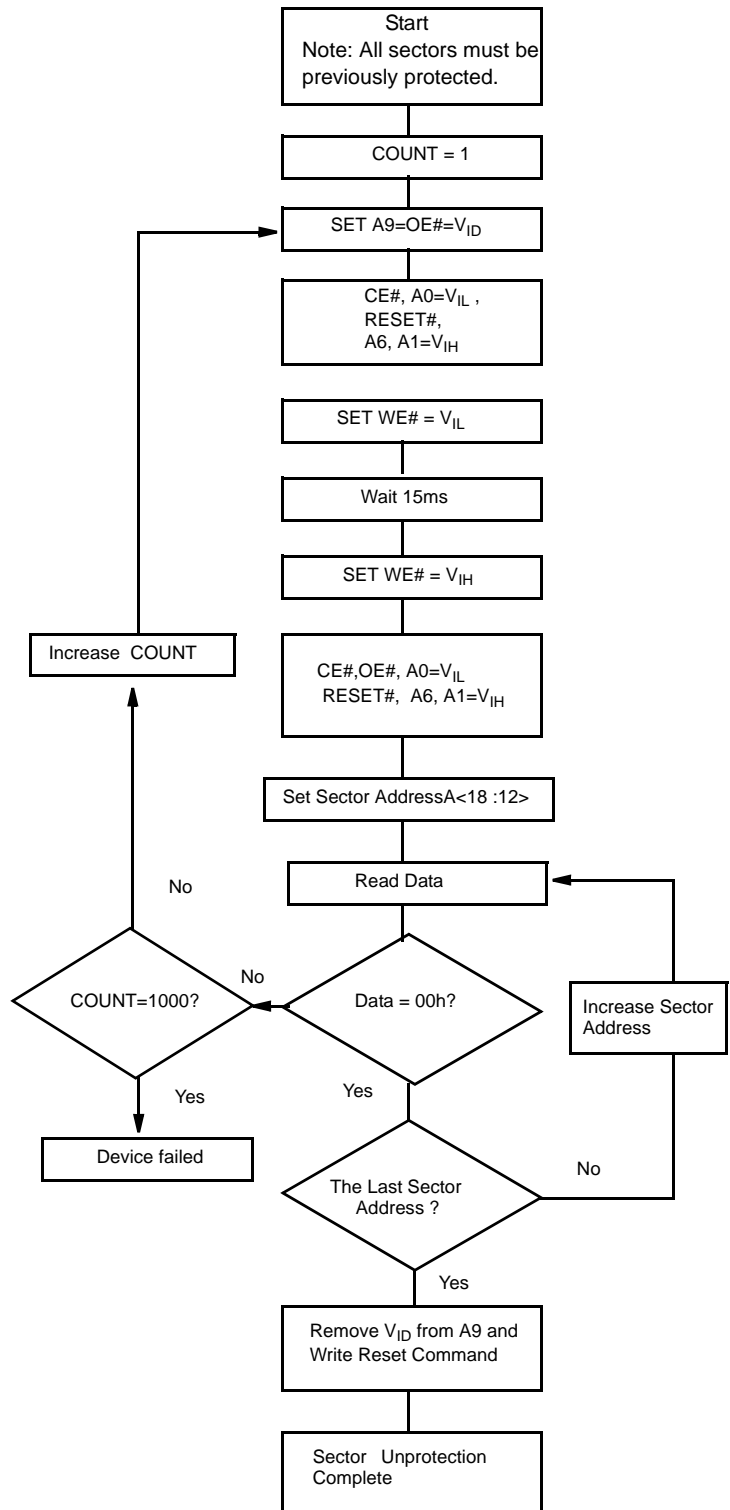 Start
Note: All sectors must be
previously protected.
COUNT = 1
SET A9=OE#=VID
CE#, A0=VIL ,
RESET#,
A6, A1=VIH
SET WE# = VIL
Wait 15ms
SET WE# = VIH
Increase COUNT
CE#,OE#, A0=VIL
RESET#, A6, A1=VIH
Set Sector AddressA<18 :12>
Read Data
No
COUNT=1000?
No
Data = 00h?
Increase Sector
Address
Yes
Yes
Device failed
No
The Last Sector
Address ?
Yes
Remove VID from A9 and
Write Reset Command
Sector Unprotection
Complete